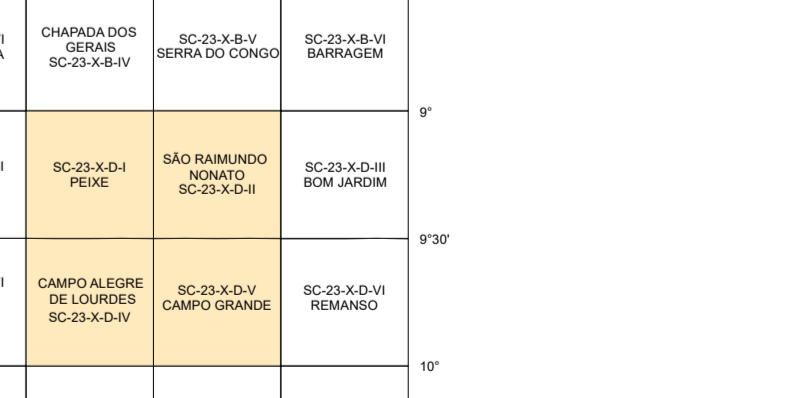 CHAPADA DOS
GERAIS
SC-23-X-B-IV
SC-23-X-B-V
SERRA DO CONGO
SC-23-X-B-VI
BARRAGEM
9°
SC-23-X-D-I
PEIXE
SÃO RAIMUNDO
NONATO
SC-23-X-D-II
SC-23-X-D-III
BOM JARDIM
9°30'
CAMPO ALEGRE
DE LOURDES
SC-23-X-D-IV
SC-23-X-D-V
CAMPO GRANDE
SC-23-X-D-VI
REMANSO
10°